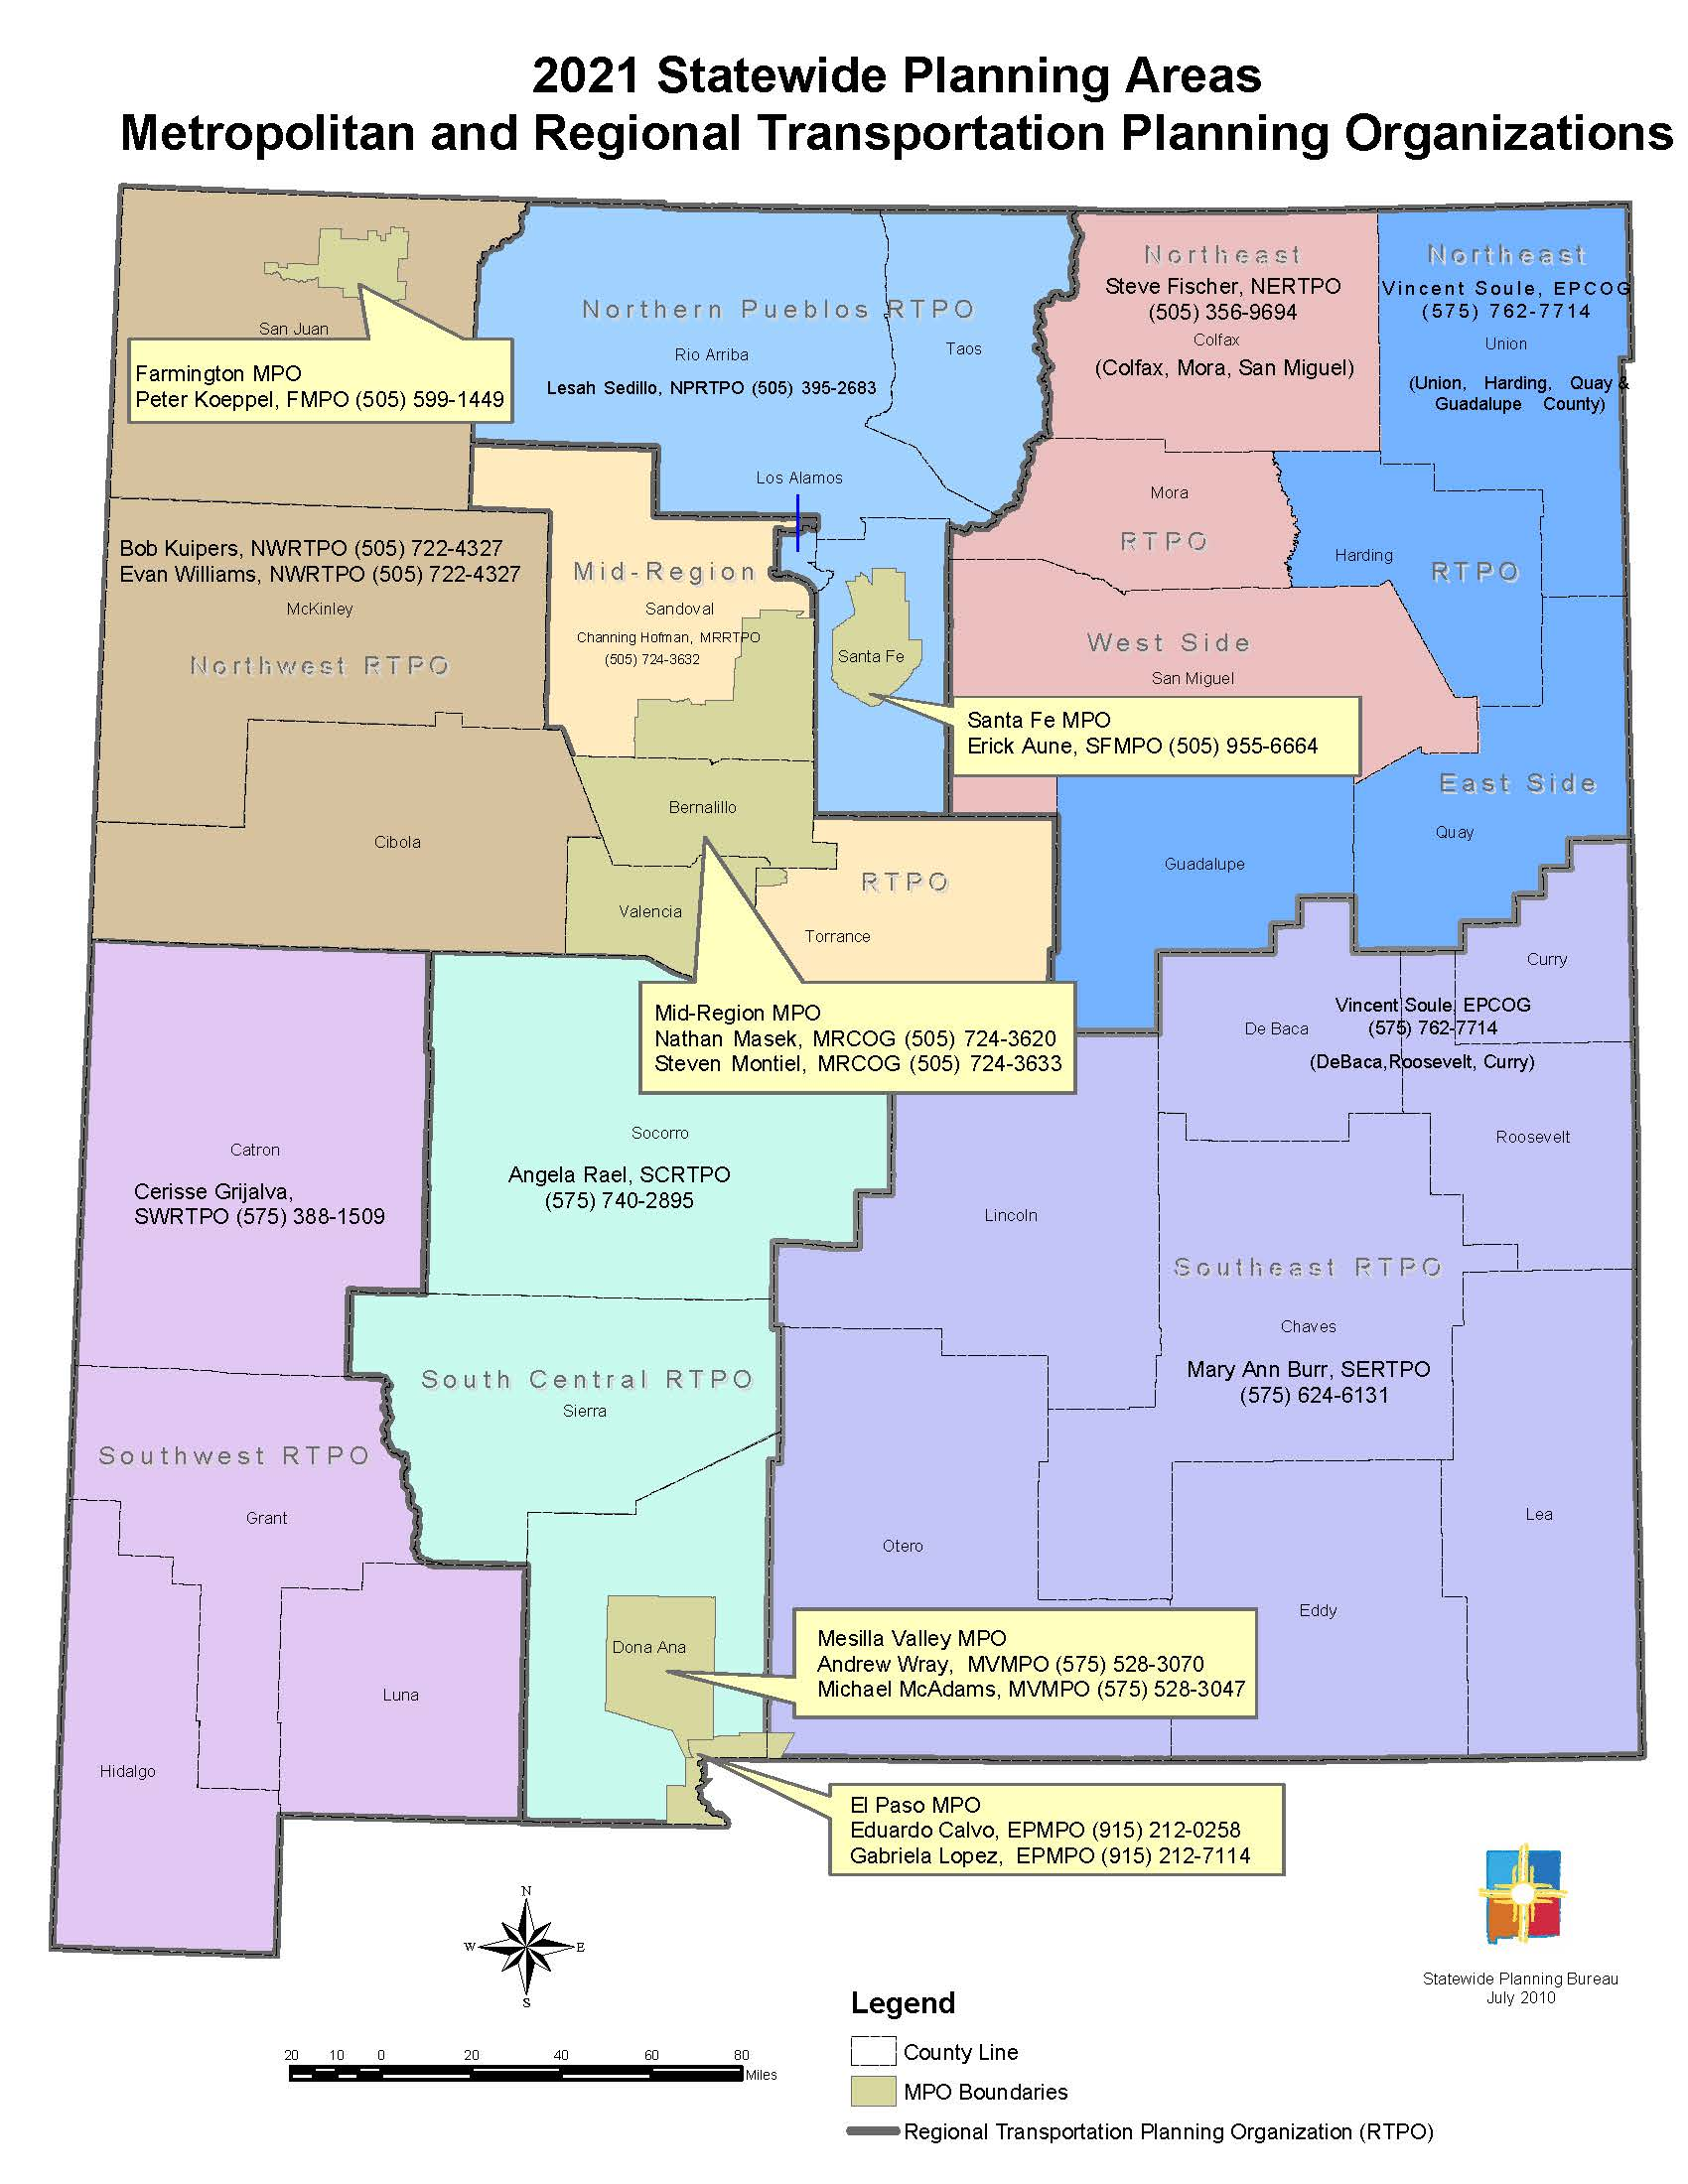 2021 Statewide Planning Areas
Metropolitan and Regional Transportation Planning Organizations
Northeast
Steve Fischer, NERTPO
(505) 356-9694
Colfax
(Colfax, Mora, San Miguel)
Northeast
Vincent Soule, EPCOG
(575) 762-7714
Union
(Union, Harding, Quay &
Guadalupe County)
Northern Pueblos RTPO
Rio Arriba
Taos
Lesah Sedillo, NPRTPO (505) 395-2683
Los Alamos
San Juan
Farmington MPO
Peter Koeppel, FMPO (505) 599-1449
Bob Kuipers, NWRTPO (505) 722-4327
Evan Williams, NWRTPO (505) 722-4327
McKinley
Northwest RTPO
Cibola
Mid-Region
Sandoval
Channing Hofman, MRRTPO
(505) 724-3632
Santa Fe
Mora
RTPO
Harding
RTPO
West Side
San Miguel
Santa Fe MPO
Erick Aune, SFMPO (505) 955-6664
East Side
Quay
Guadalupe
Bernalillo
Valencia
RTPO
Torrance
Mid-Region MPO
Nathan Masek, MRCOG (505) 724-3620
Steven Montiel, MRCOG (505) 724-3633
Curry
Vincent Soule, EPCOG
De Baca
(575) 762-7714
(DeBaca,Roosevelt, Curry)
Roosevelt
Catron
Cerisse Grijalva,
SWRTPO (575) 388-1509
Socorro
Angela Rael, SCRTPO
(575) 740-2895
Lincoln
Southeast RTPO
Chaves
Mary Ann Burr, SERTPO
(575) 624-6131
South Central RTPO
Sierra
Southwest RTPO
Grant
Otero
Lea
Eddy
Luna
Hidalgo
Dona Ana
Mesilla Valley MPO
Andrew Wray, MVMPO (575) 528-3070
Michael McAdams, MVMPO (575) 528-3047
El Paso MPO
Eduardo Calvo, EPMPO (915) 212-0258
Gabriela Lopez, EPMPO (915) 212-7114
N
W
E
S
20 10 0 20 40 60 80
Miles
Statewide Planning Bureau
July 2010
Legend
County Line
MPO Boundaries
Regional Transportation Planning Organization (RTPO)